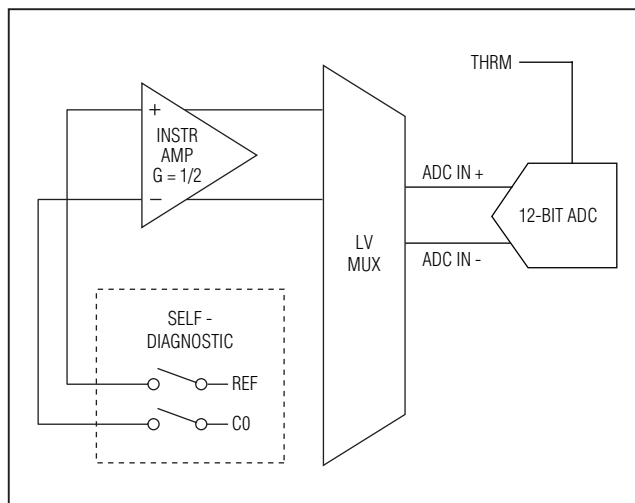 THRM
+
INSTR
AMP
G = 1/2
−
ADC IN +
12-BIT ADC
LV
MUX
ADC IN -
SELF -
DIAGNOSTIC
REF
C0